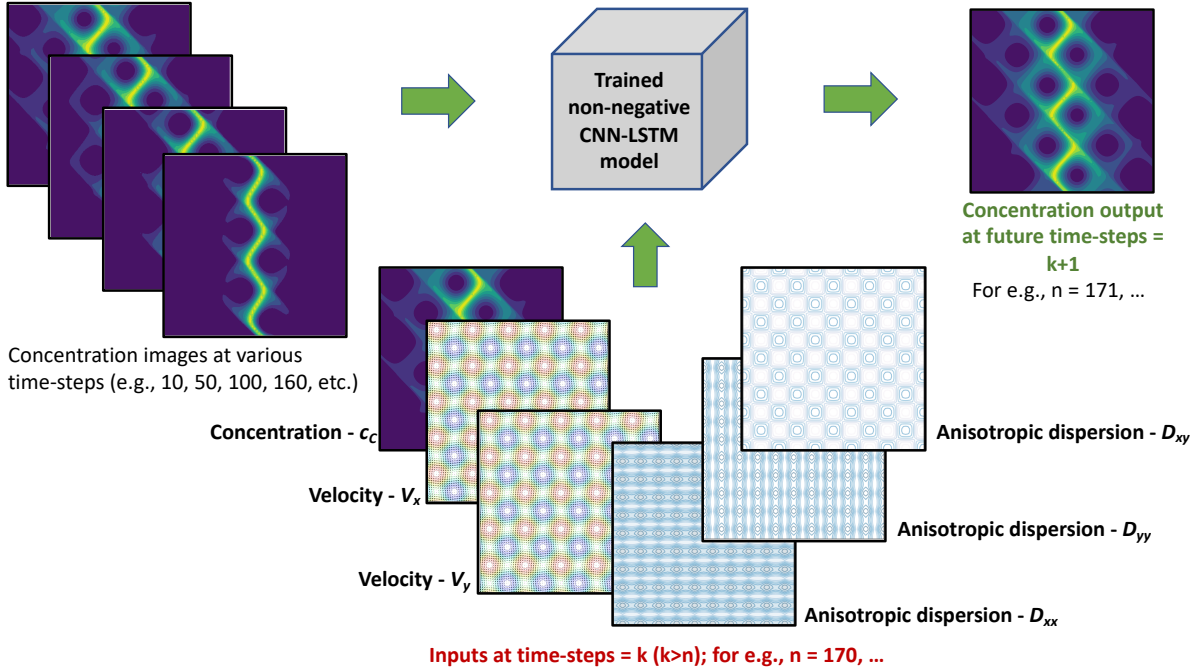 Trained
non-negative
CNN-LSTM
model
Concentration output
at future time-steps =
k+1
For e.g., n = 171, ...
Concentration images at various
time-steps (e.g., 10, 50, 100, 160, etc.)
Concentration - cC
Anisotropic dispersion - Dxy
Velocity - Vx
Anisotropic dispersion - Dyy
Velocity - Vy
Anisotropic dispersion - Dxx
Inputs at time-steps = k (k>n); for e.g., n = 170, ...